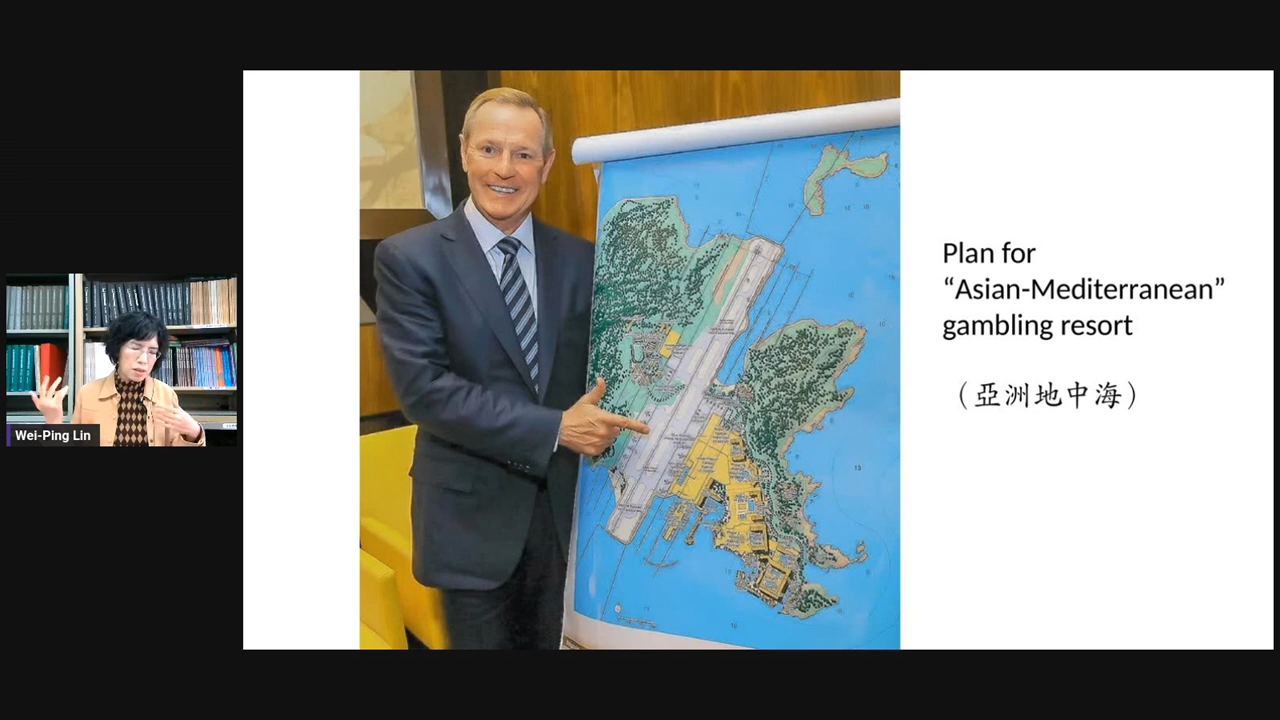 Plan for
“Asian-Mediterranean”
gambling resort
（亞洲地中海）
Wei-Ping Lin